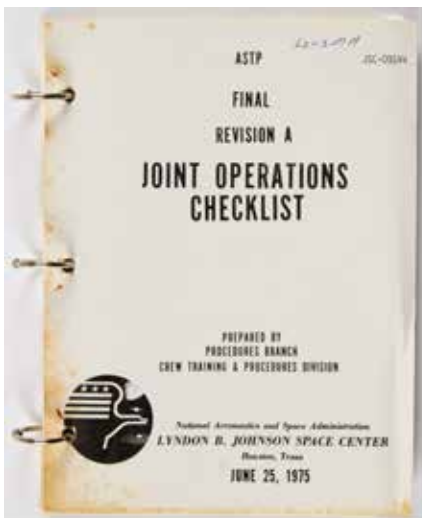 ASTP
FINAL
REVISION A
JOINT OPERATIONS
CHECKLIST
PREPARED BY
PROCEDURES BRANCH
CREW TRAINING & PROCEDURES DIVISION
National Aeronautics and Space Administration
LYNDON B. JOHNSON SPACE CENTER
Houston, Texas
JUNE 25, 1975